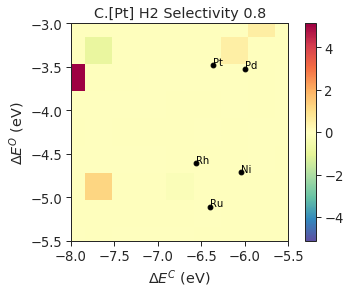 C.[Pt] H2 Selectivity 0.8
−3.0
−3.5
−4.0
−4.5
−5.0
−5.5
ΔE^O (eV)
Pt
Pd
Rh
Ni
Ru
−8.0 −7.5 −7.0 −6.5 −6.0 −5.5
ΔE^C (eV)
4
2
0
−2
−4